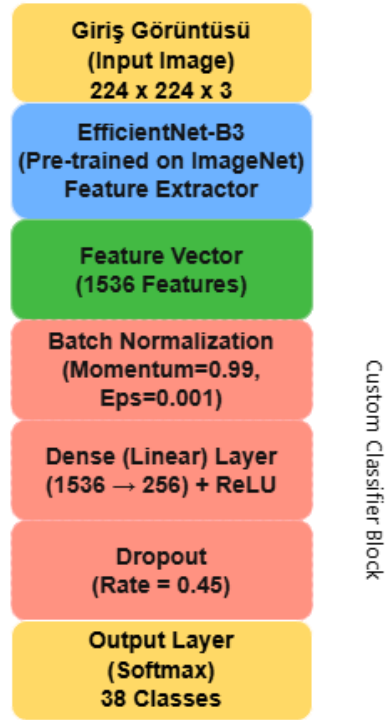 Giriş Görüntüsü
(Input Image)
224 x 224 x 3
EfficientNet-B3
(Pre-trained on ImageNet)
Feature Extractor
Feature Vector
(1536 Features)
Batch Normalization
(Momentum=0.99,
Eps=0.001)
Dense (Linear) Layer
(1536 → 256) + ReLU
Dropout
(Rate = 0.45)
Output Layer
(Softmax)
38 Classes
Custom Classifier Block